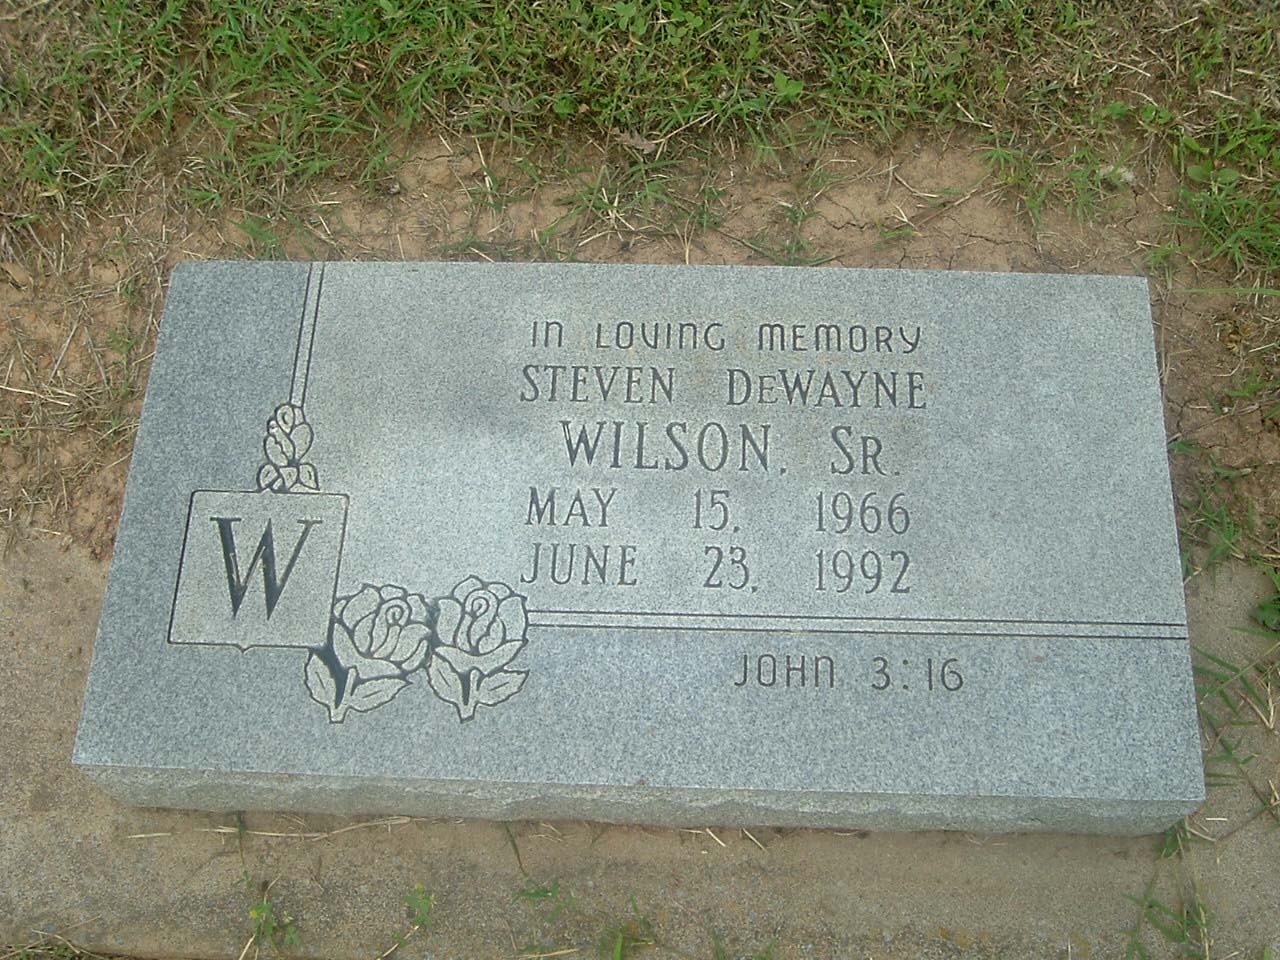 IN LOVING MEMORY
STEVEN DEWAYNE
WILSON, SR.
MAY 15, 1966
JUNE 23, 1992
W
JOHN 3:16